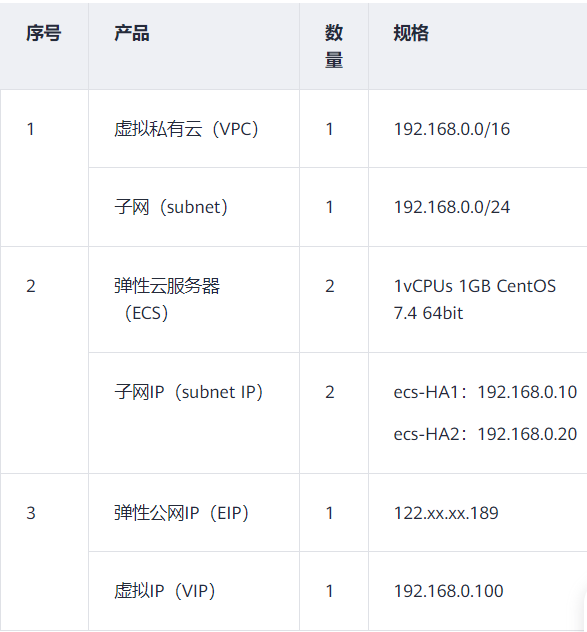 序号 产品 数量 规格
1 虚拟私有云（VPC） 1 192.168.0.0/16
子网（subnet） 1 192.168.0.0/24
2 弹性云服务器（ECS） 2 1vCPUs 1GB CentOS 7.4 64bit
子网IP（subnet IP） 2 ecs-HA1：192.168.0.10
ecs-HA2：192.168.0.20
3 弹性公网IP（EIP） 1 122.xx.xx.189
虚拟IP（VIP） 1 192.168.0.100